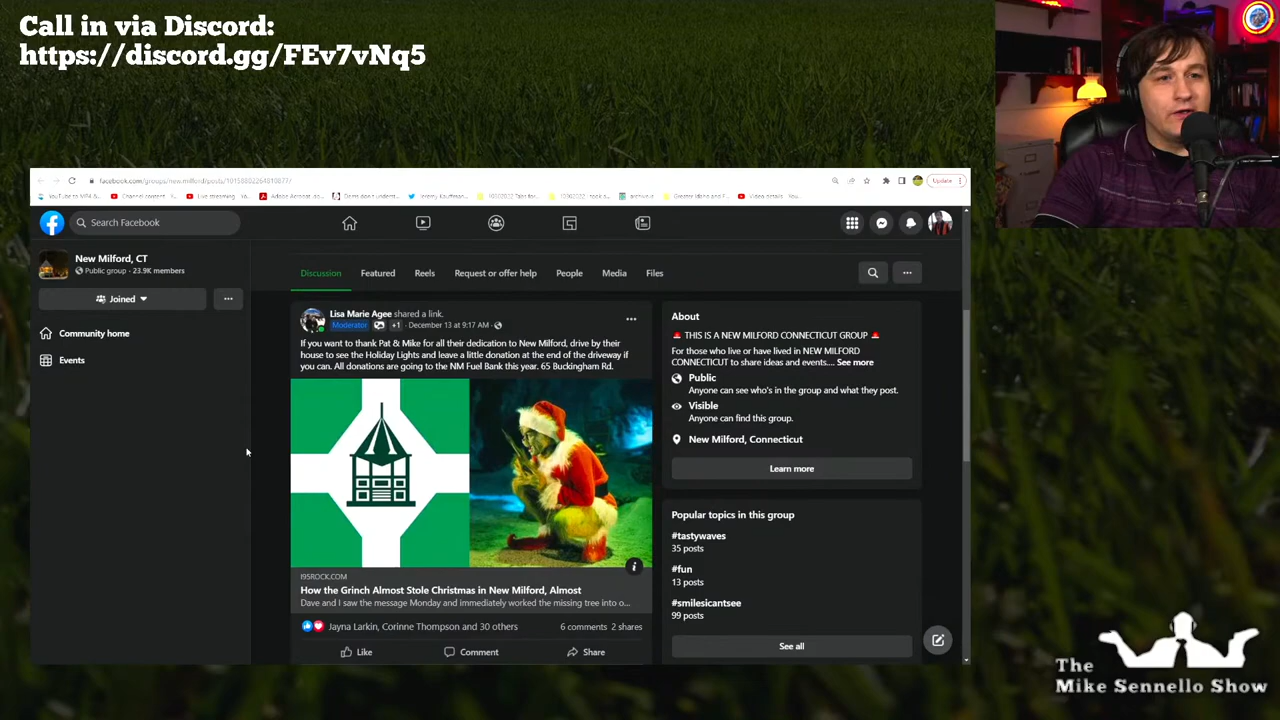 Call in via Discord:
https://discord.gg/FEv7vNq5
Update
Search Facebook
New Milford, CT
Public group · 23.9K members
Joined
Community home
Events
Discussion
Featured
Reels
Request or offer help
People
Media
Files
Lisa Marie Agee shared a link.
Moderator +1 · December 13 at 9:17 AM ·
If you want to thank Pat & Mike for all their dedication to New Milford, drive by their
house to see the Holiday Lights and leave a little donation at the end of the driveway if
you can. All donations are going to the NM Fuel Bank this year. 65 Buckingham Rd.
I95ROCK.COM
How the Grinch Almost Stole Christmas in New Milford, Almost
Dave and I saw the message Monday and immediately worked the missing tree into o...
Jayna Larkin, Corinne Thompson and 30 others
6 comments 2 shares
Like
Comment
Share
About
🚨 THIS IS A NEW MILFORD CONNECTICUT GROUP 🚨
For those who live or have lived in NEW MILFORD
CONNECTICUT to share ideas and events.... See more
Public
Anyone can see who's in the group and what they post.
Visible
Anyone can find this group.
New Milford, Connecticut
Learn more
Popular topics in this group
#tastywaves
35 posts
#fun
13 posts
#smilesicantsee
99 posts
See all
The
Mike Sennello Show